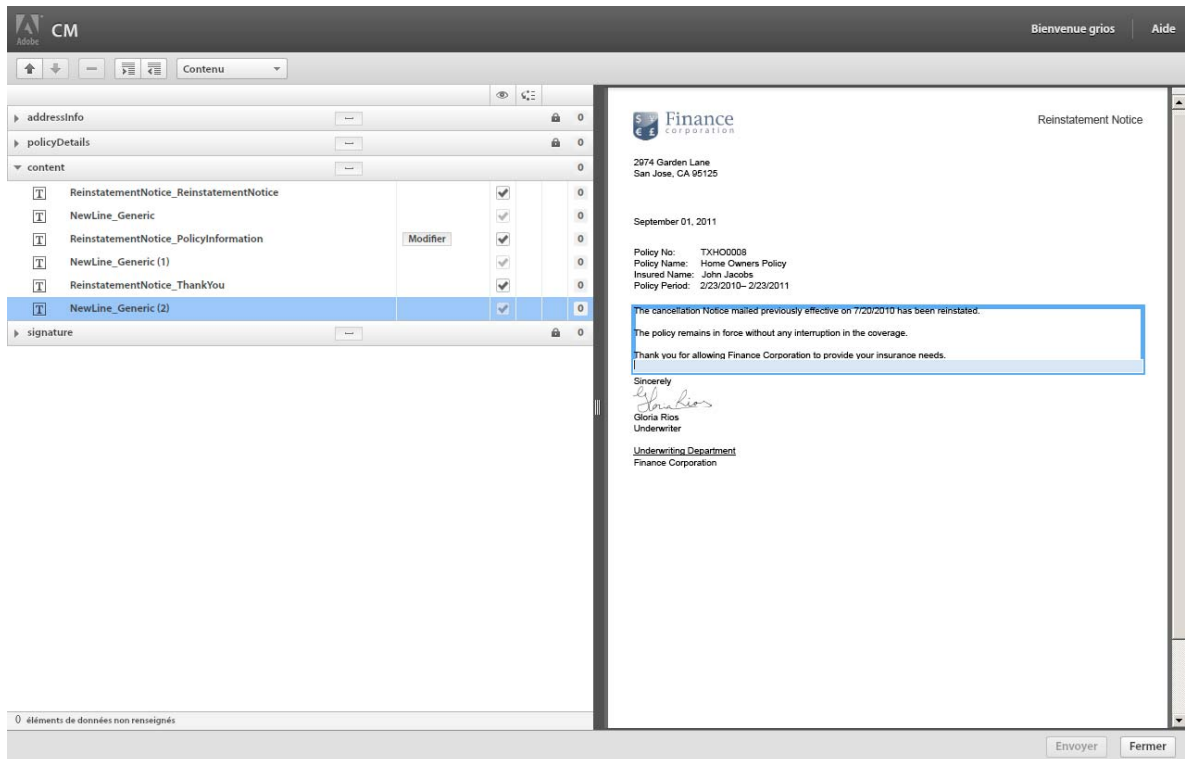 Adobe
CM
Bienvenue grios
Aide
Contenu
addressInfo
0
policyDetails
0
content
0
ReinstatementNotice_ReinstatementNotice
0
NewLine_Generic
0
ReinstatementNotice_PolicyInformation
Modifier
0
NewLine_Generic (1)
0
ReinstatementNotice_ThankYou
0
NewLine_Generic (2)
0
signature
0
0 éléments de données non renseignés
$ ¥ € £
Finance
corporation
Reinstatement Notice
2974 Garden Lane
San Jose, CA 95125
September 01, 2011
Policy No: TXHO0008
Policy Name: Home Owners Policy
Insured Name: John Jacobs
Policy Period: 2/23/2010– 2/23/2011
The cancellation Notice mailed previously effective on 7/20/2010 has been reinstated.
The policy remains in force without any interruption in the coverage.
Thank you for allowing Finance Corporation to provide your insurance needs.
Sincerely
Gloria Rios
Gloria Rios
Underwriter
Underwriting Department
Finance Corporation
Envoyer
Fermer